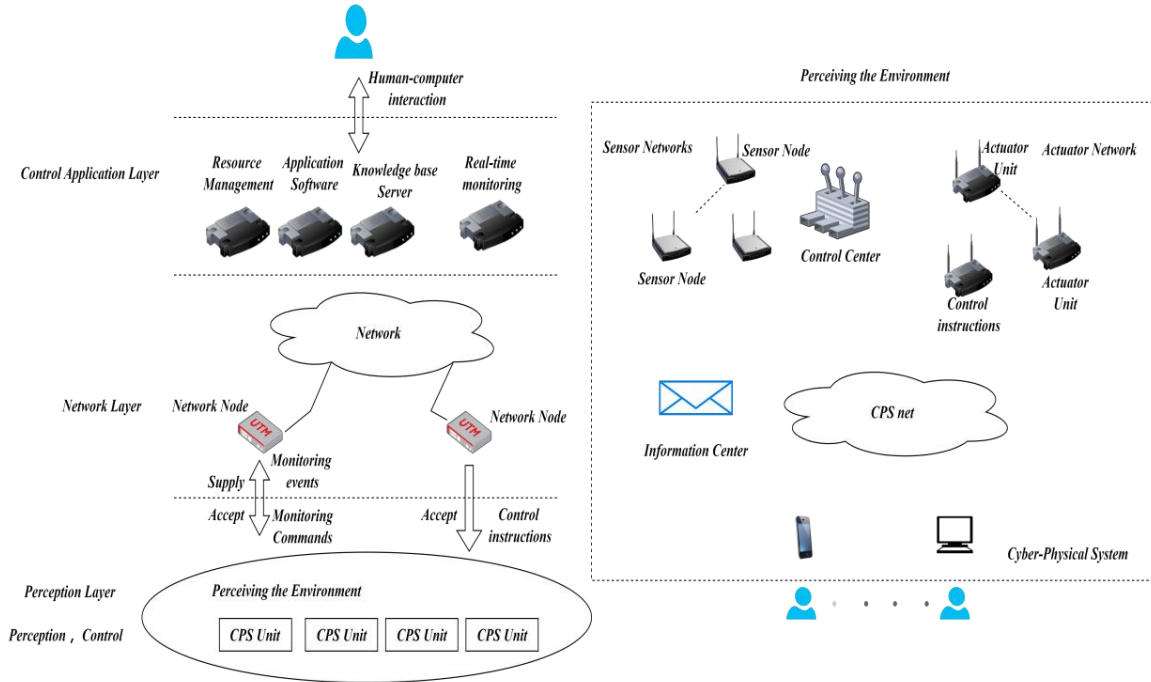 Human-computer
interaction
Control Application Layer
Resource
Management
Application
Software
Knowledge base
Server
Real-time
monitoring
Network
Network Layer
Network Node
UTM
UTM
Network Node
Supply
Monitoring
events
Accept
Monitoring
Commands
Accept
Control
instructions
Perception Layer
Perceiving the Environment
Perception , Control
CPS Unit
CPS Unit
CPS Unit
CPS Unit
Perceiving the Environment
Sensor Networks
Sensor Node
Sensor Node
Control Center
Actuator
Unit
Actuator Network
Control
instructions
Actuator
Unit
Information Center
CPS net
Cyber-Physical System